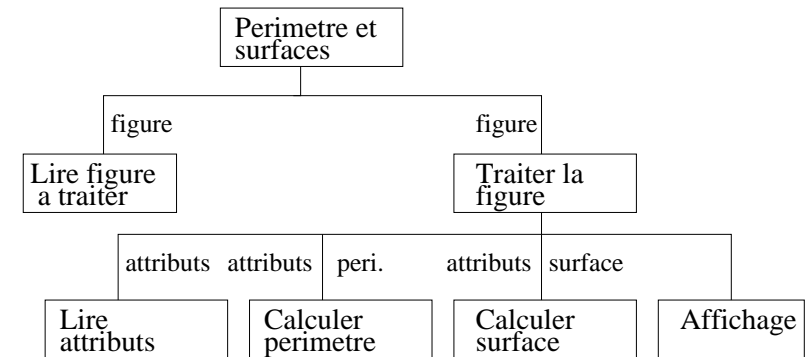 Perimetre et
surfaces
figure
figure
Lire figure
a traiter
Traiter la
figure
attributs
attributs
peri.
attributs
surface
Lire
attributs
Calculer
perimetre
Calculer
surface
Affichage